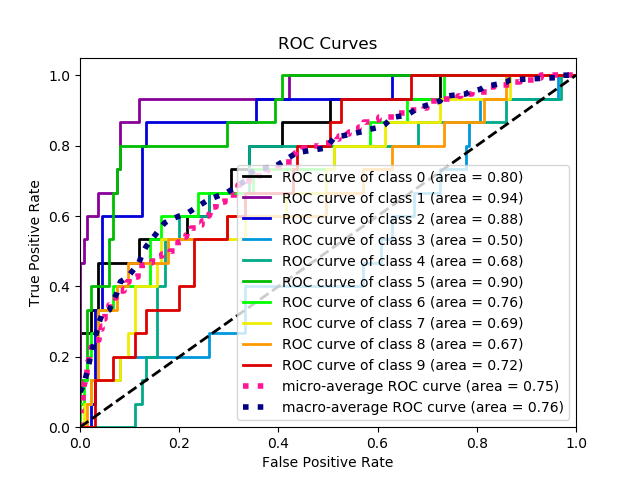 ROC Curves
1.0
0.8
0.6
0.4
0.2
0.0
True Positive Rate
ROC curve of class 0 (area = 0.80)
ROC curve of class 1 (area = 0.94)
ROC curve of class 2 (area = 0.88)
ROC curve of class 3 (area = 0.50)
ROC curve of class 4 (area = 0.68)
ROC curve of class 5 (area = 0.90)
ROC curve of class 6 (area = 0.76)
ROC curve of class 7 (area = 0.69)
ROC curve of class 8 (area = 0.67)
ROC curve of class 9 (area = 0.72)
micro-average ROC curve (area = 0.75)
macro-average ROC curve (area = 0.76)
0.0 0.2 0.4 0.6 0.8 1.0
False Positive Rate